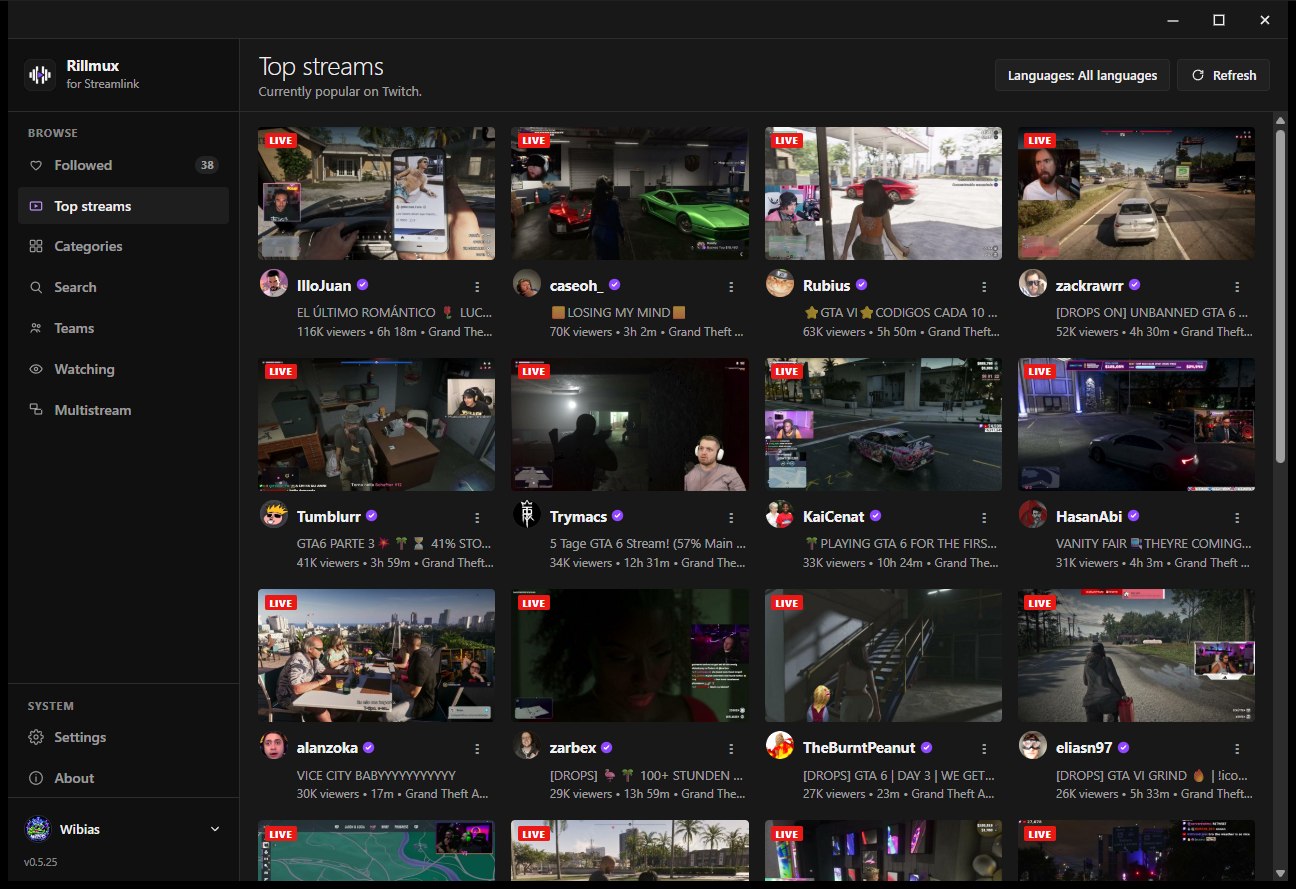 Rillmux
for Streamlink
Top streams
Currently popular on Twitch.
Languages: All languages
Refresh
BROWSE
Followed 38
Top streams
Categories
Search
Teams
Watching
Multistream
LIVE
LIVE
LIVE
LIVE
IlloJuan
EL ÚLTIMO ROMÁNTICO 🌹 LUC...
116K viewers • 6h 18m • Grand The...
caseoh_
🟧LOSING MY MIND🟧
70K viewers • 3h 2m • Grand Theft ...
Rubius
⭐GTA VI⭐CODIGOS CADA 10 ...
63K viewers • 5h 50m • Grand Theft...
zackrawrr
[DROPS ON] UNBANNED GTA 6 ...
52K viewers • 4h 30m • Grand Theft...
LIVE
LIVE
LIVE
LIVE
Tumblurr
GTA6 PARTE 3 💥 🌴 ⏳ 41% STO...
41K viewers • 3h 59m • Grand Theft...
Trymacs
5 Tage GTA 6 Stream! (57% Main ...
34K viewers • 12h 31m • Grand The...
KaiCenat
🌴PLAYING GTA 6 FOR THE FIRS...
33K viewers • 10h 24m • Grand The...
HasanAbi
VANITY FAIR THEYRE COMING...
31K viewers • 4h 3m • Grand Theft ...
LIVE
LIVE
LIVE
LIVE
alanzoka
VICE CITY BABYYYYYYYYYYY
30K viewers • 17m • Grand Theft A...
zarbex
[DROPS] 🦩 🌴 100+ STUNDEN ...
29K viewers • 13h 59m • Grand The...
TheBurntPeanut
[DROPS] GTA 6 | DAY 3 | WE GET...
27K viewers • 23m • Grand Theft A...
eliasn97
[DROPS] GTA VI GRIND 🔥 | !ico...
26K viewers • 5h 33m • Grand Theft...
LIVE
LIVE
LIVE
LIVE
SYSTEM
Settings
About
Wibias
v0.5.25